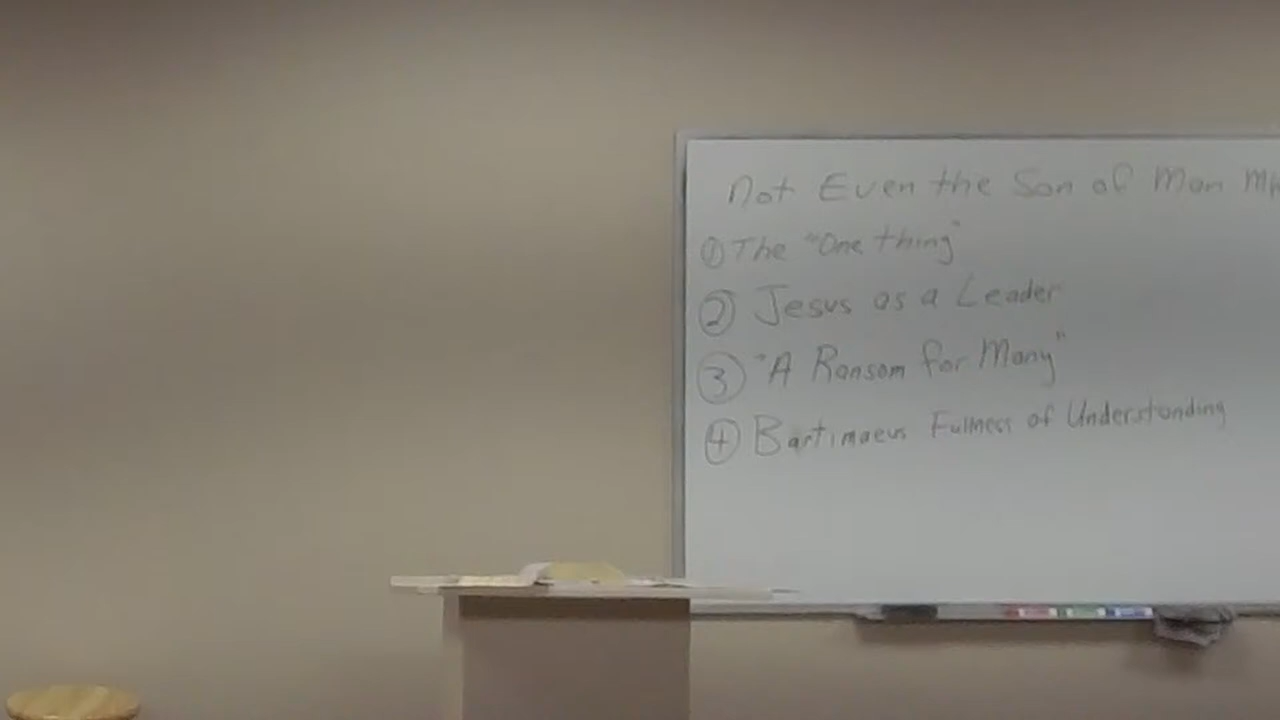 Not Even the Son of Man
① The "One thing"
② Jesus as a Leader
③ "A Ransom for Many"
④ Bartimaeus Fullness of Understanding